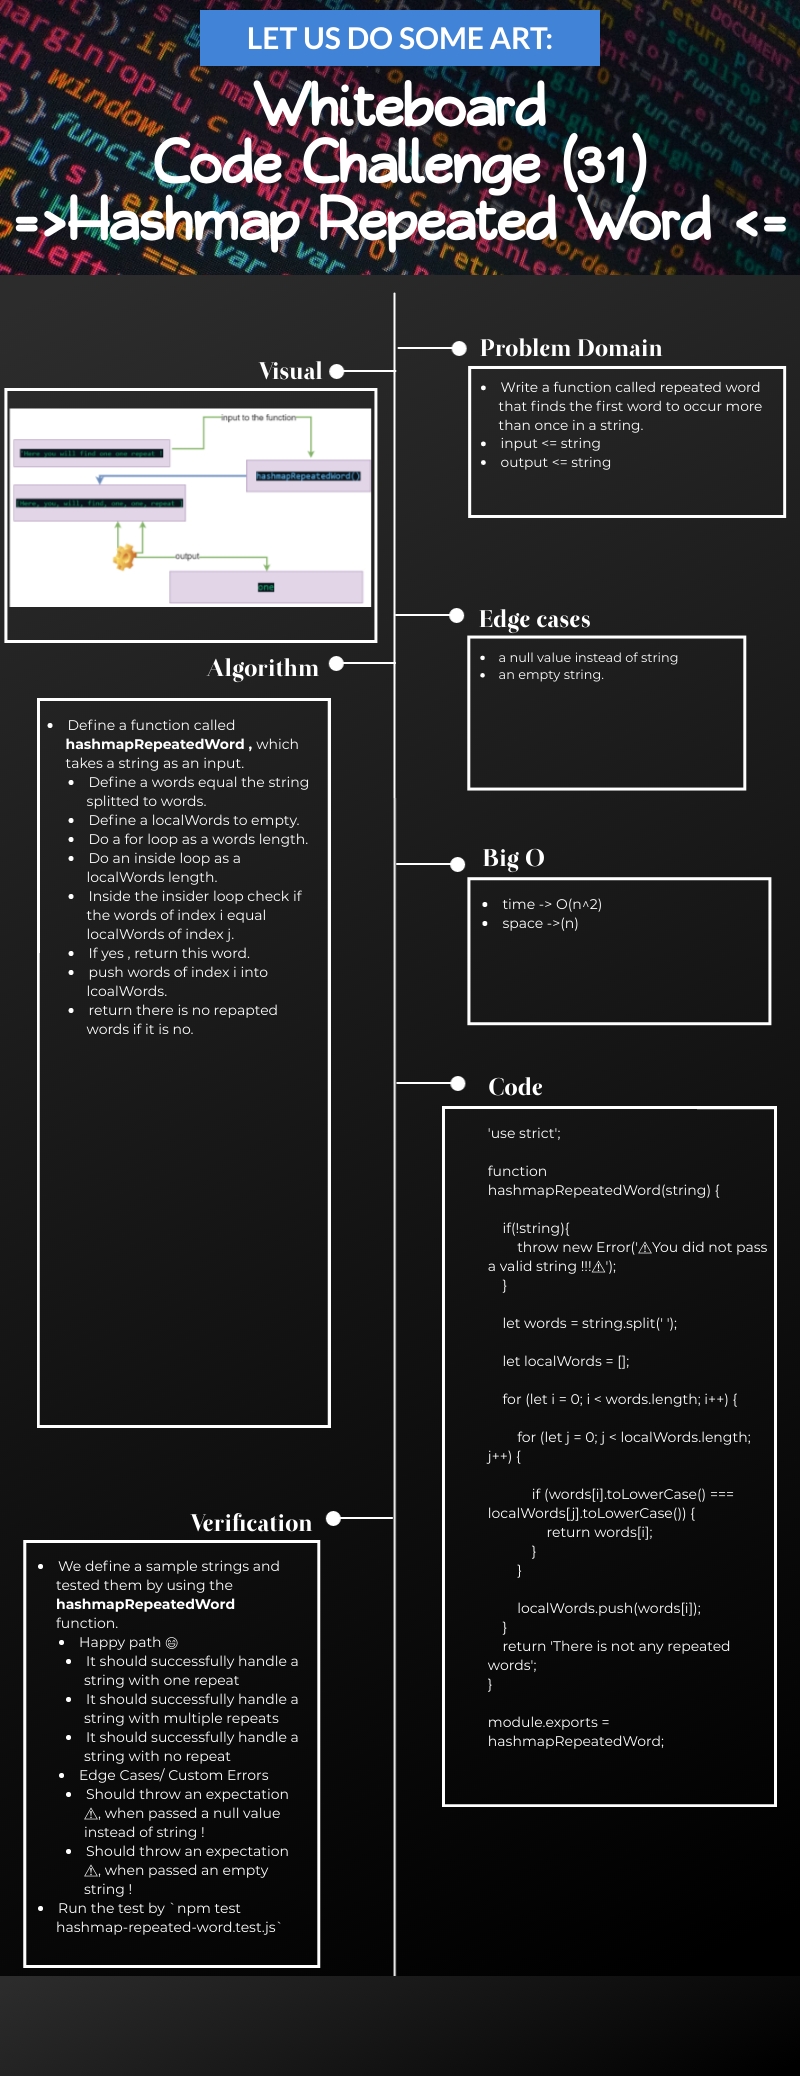 LET US DO SOME ART:
Whiteboard
Code Challenge (31)
=>Hashmap Repeated Word <=
Visual
input to the function
'Here you will find one one repeat !
hashmapRepeatedWord()
'Here, you, will, find, one, one, repeat
output
one
Problem Domain
• Write a function called repeated word
that finds the first word to occur more
than once in a string.
• input <= string
• output <= string
Edge cases
• a null value instead of string
• an empty string.
Algorithm
• Define a function called
hashmapRepeatedWord , which
takes a string as an input.
• Define a words equal the string
splitted to words.
• Define a localWords to empty.
• Do a for loop as a words length.
• Do an inside loop as a
localWords length.
• Inside the insider loop check if
the words of index i equal
localWords of index j.
• If yes , return this word.
• push words of index i into
lcoalWords.
• return there is no repapted
words if it is no.
Big O
• time -> O(n^2)
• space ->(n)
Code
'use strict';
function
hashmapRepeatedWord(string) {
if(!string){
throw new Error('⚠You did not pass
a valid string !!!⚠');
}
let words = string.split(' ');
let localWords = [];
for (let i = 0; i < words.length; i++) {
for (let j = 0; j < localWords.length;
j++) {
if (words[i].toLowerCase() ===
localWords[j].toLowerCase()) {
return words[i];
}
}
localWords.push(words[i]);
}
return 'There is not any repeated
words';
}
module.exports =
hashmapRepeatedWord;
Verification
• We define a sample strings and
tested them by using the
hashmapRepeatedWord
function.
• Happy path 😄
• It should successfully handle a
string with one repeat
• It should successfully handle a
string with multiple repeats
• It should successfully handle a
string with no repeat
• Edge Cases/ Custom Errors
• Should throw an expectation
⚠, when passed a null value
instead of string !
• Should throw an expectation
⚠, when passed an empty
string !
• Run the test by `npm test
hashmap-repeated-word.test.js`